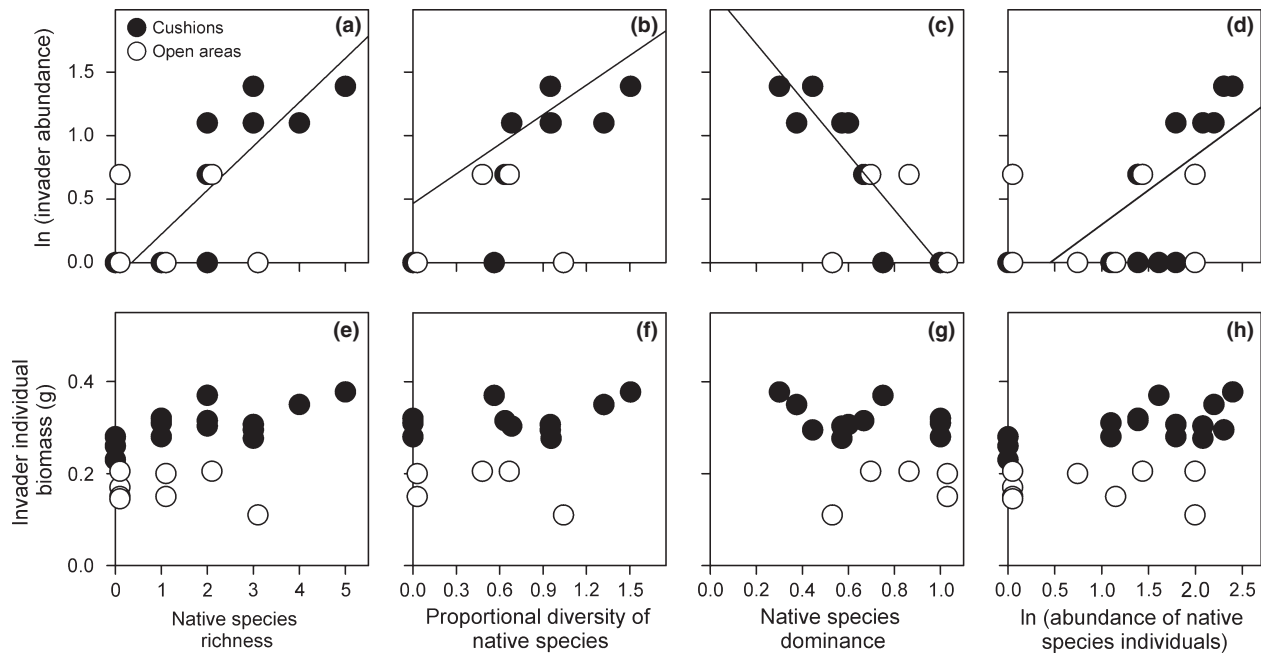 (a)
Cushions
Open areas
(b)
(c)
(d)
ln (invader abundance)
1.5
1.0
0.5
0.0
(e)
(f)
(g)
(h)
Invader individual
biomass (g)
0.4
0.2
0.0
0 1 2 3 4 5
Native species
richness
0.0 0.3 0.6 0.9 1.2 1.5
Proportional diversity of
native species
0.0 0.2 0.4 0.6 0.8 1.0
Native species
dominance
0.0 0.5 1.0 1.5 2.0 2.5
ln (abundance of native
species individuals)